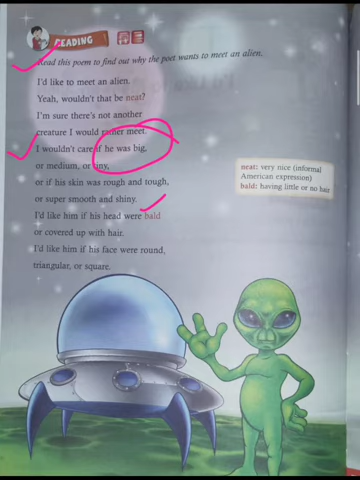 READING
Read this poem to find out why the poet wants to meet an alien.
I'd like to meet an alien.
Yeah, wouldn't that be neat?
I'm sure there's not another
creature I would rather meet.
I wouldn't care if he was big,
or medium, or tiny,
or if his skin was rough and tough,
or super smooth and shiny.
I'd like him if his head were bald
or covered up with hair.
I'd like him if his face were round,
triangular, or square.
neat: very nice (informal
American expression)
bald: having little or no hair